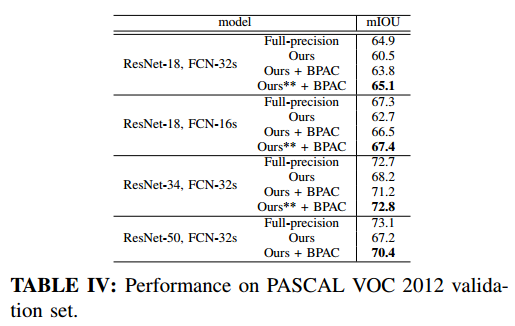 model mIOU
ResNet-18, FCN-32s
Full-precision 64.9
Ours 60.5
Ours + BPAC 63.8
Ours** + BPAC 65.1
ResNet-18, FCN-16s
Full-precision 67.3
Ours 62.7
Ours + BPAC 66.5
Ours** + BPAC 67.4
ResNet-34, FCN-32s
Full-precision 72.7
Ours 68.2
Ours + BPAC 71.2
Ours** + BPAC 72.8
ResNet-50, FCN-32s
Full-precision 73.1
Ours 67.2
Ours + BPAC 70.4
TABLE IV: Performance on PASCAL VOC 2012 valida-
tion set.